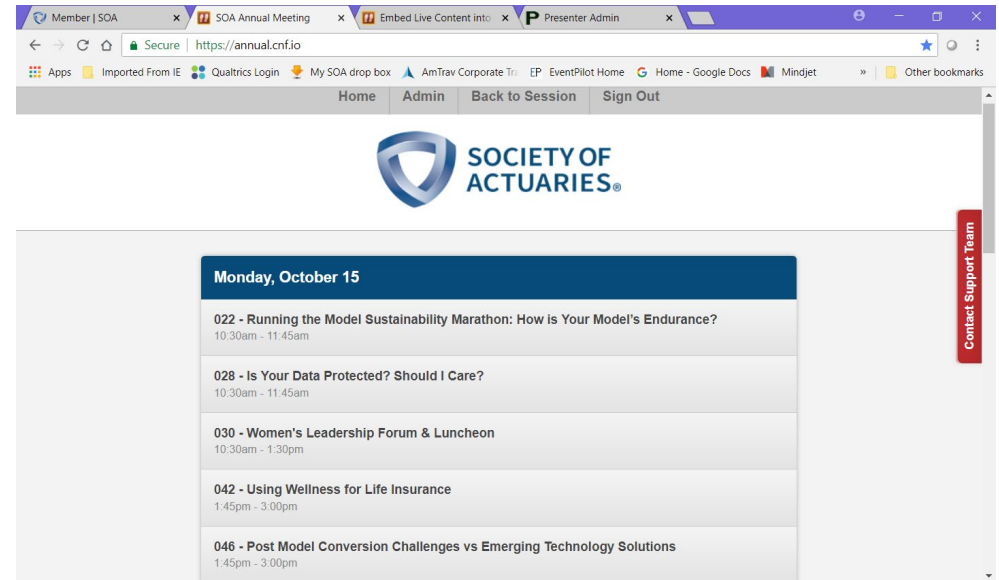 Member | SOA
SOA Annual Meeting
Embed Live Content into
Presenter Admin
Secure
https://annual.cnf.io
Apps
Imported From IE
Qualtrics Login
My SOA drop box
AmTrav Corporate Tra
EP EventPilot Home
Home - Google Docs
Mindjet
»
Other bookmarks
Home
Admin
Back to Session
Sign Out
SOCIETY OF
ACTUARIES®
Contact Support Team
Monday, October 15
022 - Running the Model Sustainability Marathon: How is Your Model’s Endurance?
10:30am - 11:45am
028 - Is Your Data Protected? Should I Care?
10:30am - 11:45am
030 - Women's Leadership Forum & Luncheon
10:30am - 1:30pm
042 - Using Wellness for Life Insurance
1:45pm - 3:00pm
046 - Post Model Conversion Challenges vs Emerging Technology Solutions
1:45pm - 3:00pm